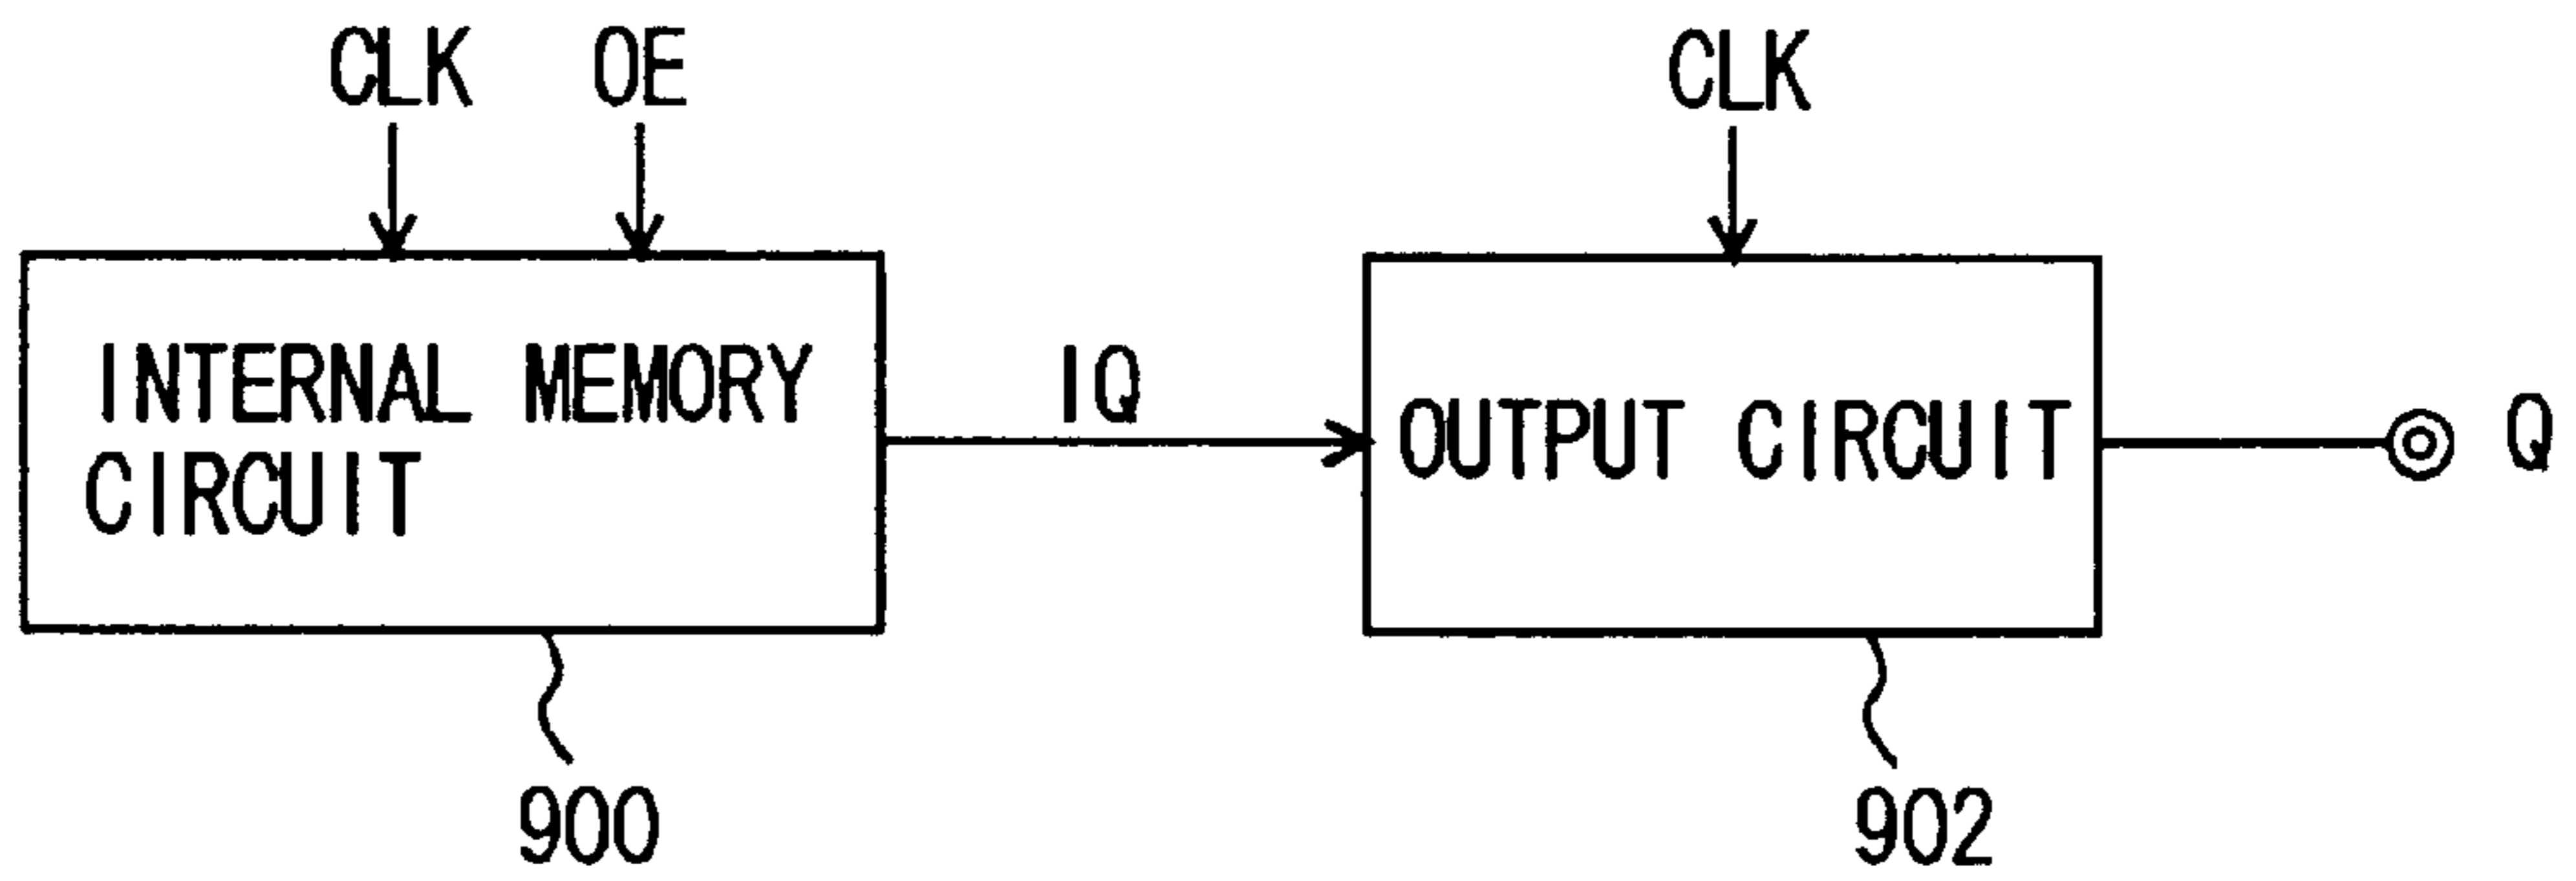 CLK OE CLK
INTERNAL MEMORY
CIRCUIT
IQ
OUTPUT CIRCUIT
Q
900 902